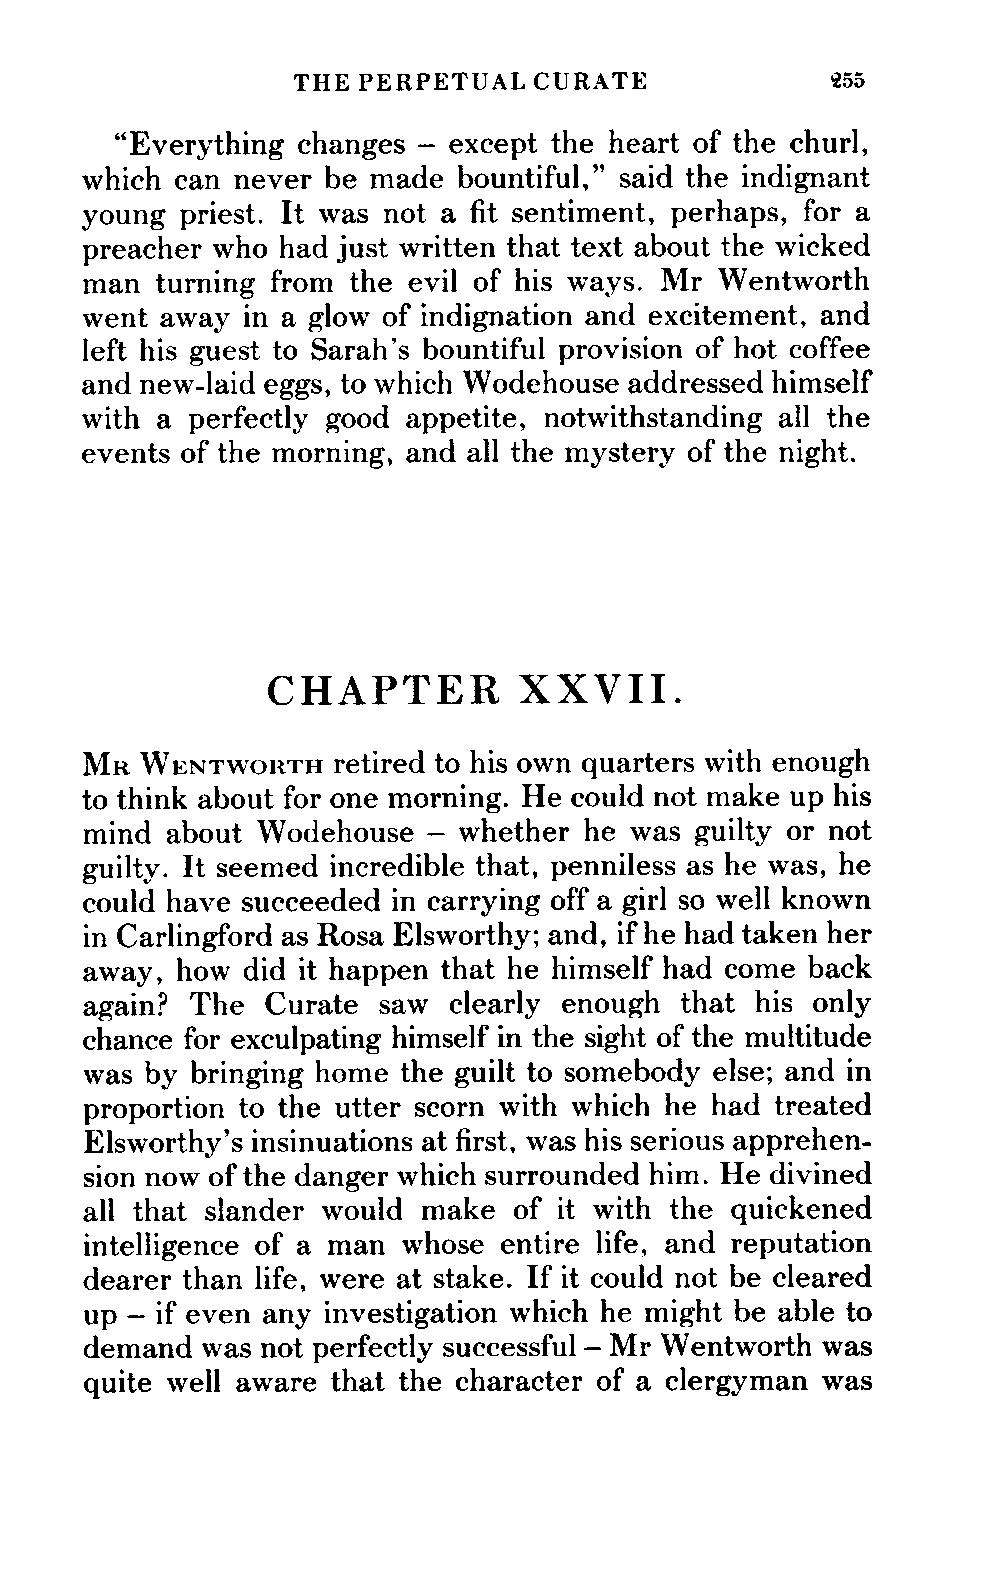 THE PERPETUAL CURATE 255
“Everything changes – except the heart of the churl,
which can never be made bountiful,” said the indignant
young priest. It was not a fit sentiment, perhaps, for a
preacher who had just written that text about the wicked
man turning from the evil of his ways. Mr Wentworth
went away in a glow of indignation and excitement, and
left his guest to Sarah’s bountiful provision of hot coffee
and new-laid eggs, to which Wodehouse addressed himself
with a perfectly good appetite, notwithstanding all the
events of the morning, and all the mystery of the night.
CHAPTER XXVII.
MR WENTWORTH retired to his own quarters with enough
to think about for one morning. He could not make up his
mind about Wodehouse – whether he was guilty or not
guilty. It seemed incredible that, penniless as he was, he
could have succeeded in carrying off a girl so well known
in Carlingford as Rosa Elsworthy; and, if he had taken her
away, how did it happen that he himself had come back
again? The Curate saw clearly enough that his only
chance for exculpating himself in the sight of the multitude
was by bringing home the guilt to somebody else; and in
proportion to the utter scorn with which he had treated
Elsworthy’s insinuations at first, was his serious apprehen-
sion now of the danger which surrounded him. He divined
all that slander would make of it with the quickened
intelligence of a man whose entire life, and reputation
dearer than life, were at stake. If it could not be cleared
up – if even any investigation which he might be able to
demand was not perfectly successful – Mr Wentworth was
quite well aware that the character of a clergyman was